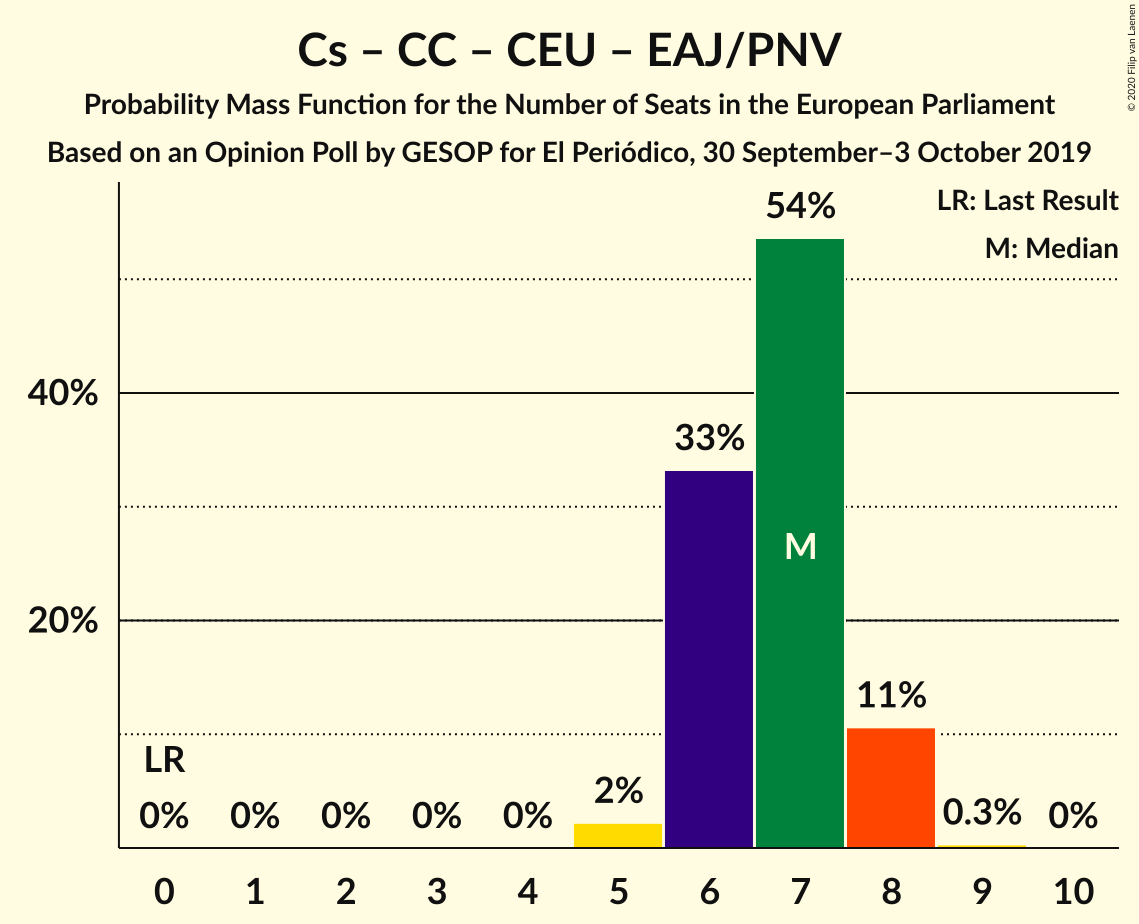 Cs – CC – CEU – EAJ/PNV
Probability Mass Function for the Number of Seats in the European Parliament
Based on an Opinion Poll by GESOP for El Periódico, 30 September–3 October 2019
© 2020 Filip van Laenen
LR: Last Result
M: Median
54%
40%
33%
M
20%
11%
LR
2%
0% 0% 0% 0% 0% 0.3% 0%
0 1 2 3 4 5 6 7 8 9 10